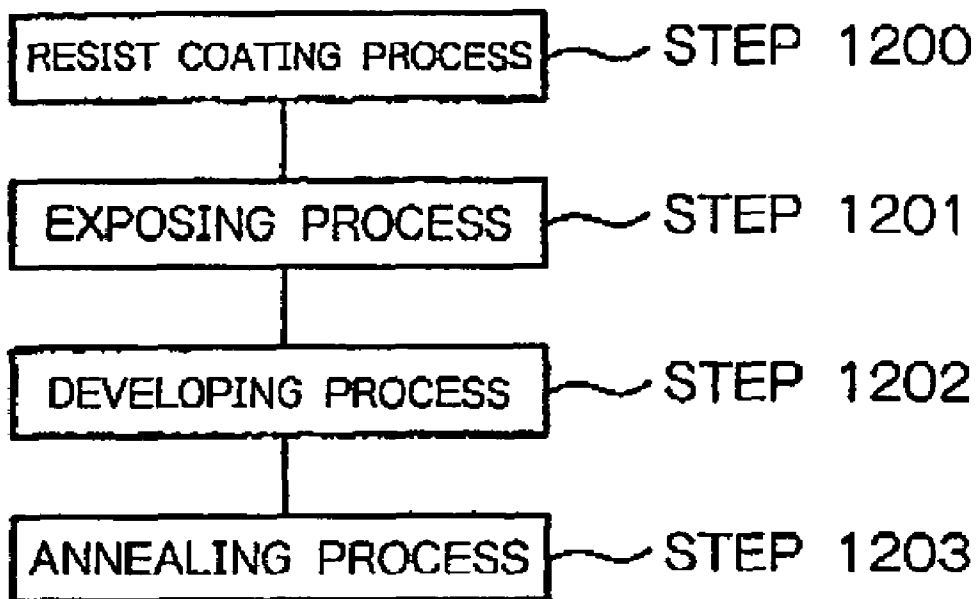 RESIST COATING PROCESS STEP 1200
EXPOSING PROCESS STEP 1201
DEVELOPING PROCESS STEP 1202
ANNEALING PROCESS STEP 1203